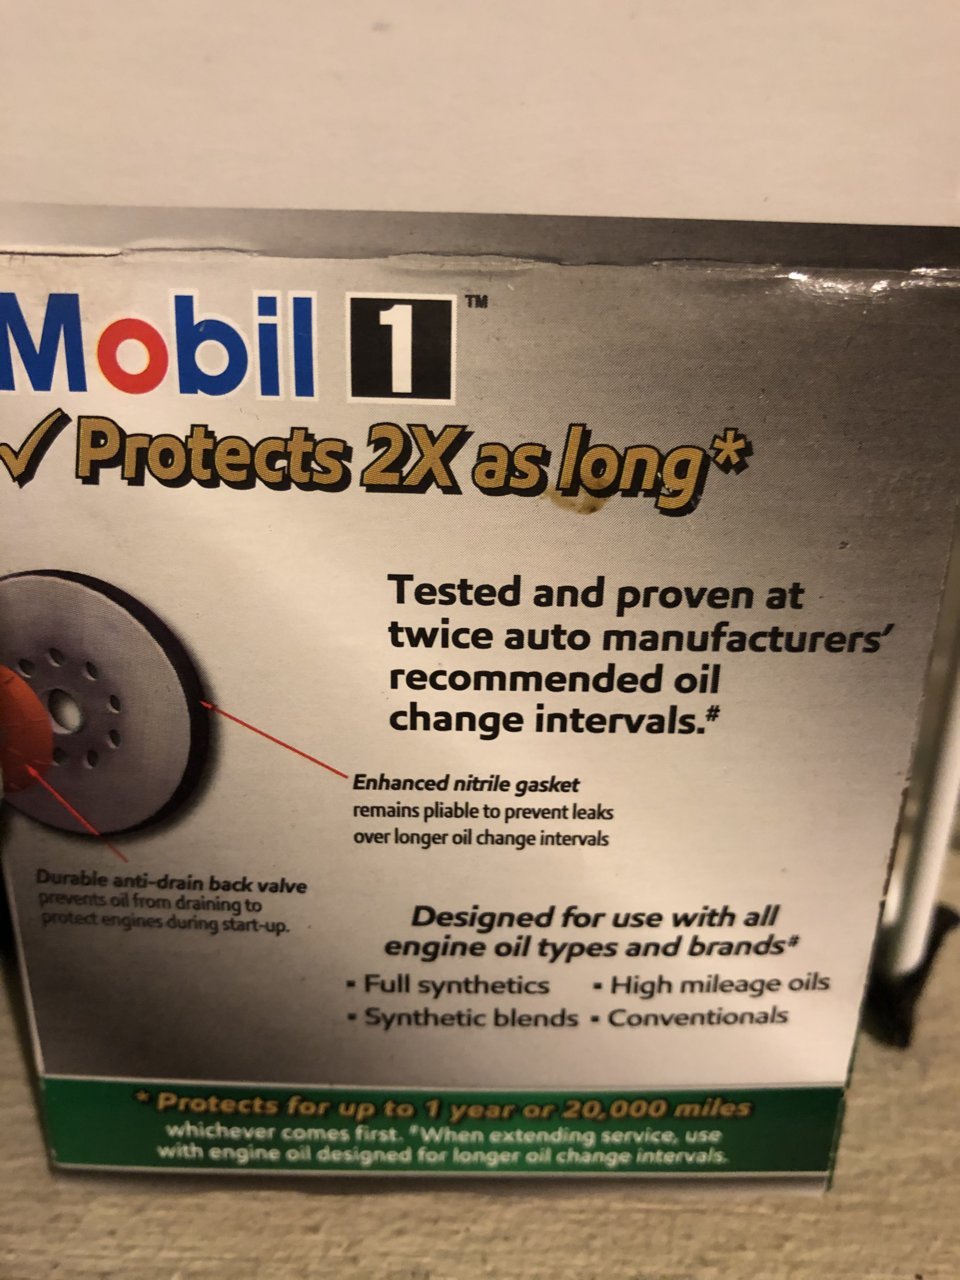 Mobil 1™
✓ Protects 2X as long*
Tested and proven at
twice auto manufacturers'
recommended oil
change intervals.#
Enhanced nitrile gasket
remains pliable to prevent leaks
over longer oil change intervals
Durable anti-drain back valve
prevents oil from draining to
protect engines during start-up.
Designed for use with all
engine oil types and brands#
▪ Full synthetics ▪ High mileage oils
▪ Synthetic blends ▪ Conventionals
* Protects for up to 1 year or 20,000 miles
whichever comes first. #When extending service, use
with engine oil designed for longer oil change intervals.